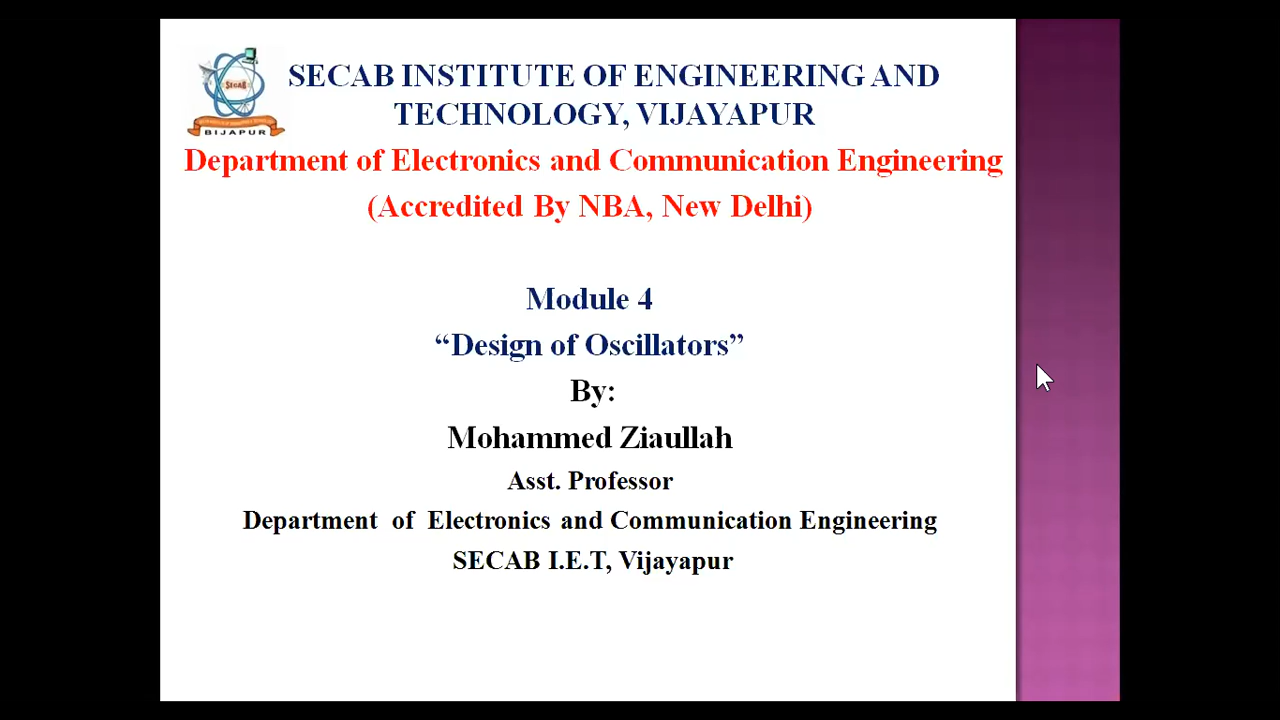 SECAB
BIJAPUR
SECAB INSTITUTE OF ENGINEERING AND
TECHNOLOGY, VIJAYAPUR
Department of Electronics and Communication Engineering
(Accredited By NBA, New Delhi)
Module 4
“Design of Oscillators”
By:
Mohammed Ziaullah
Asst. Professor
Department of Electronics and Communication Engineering
SECAB I.E.T, Vijayapur